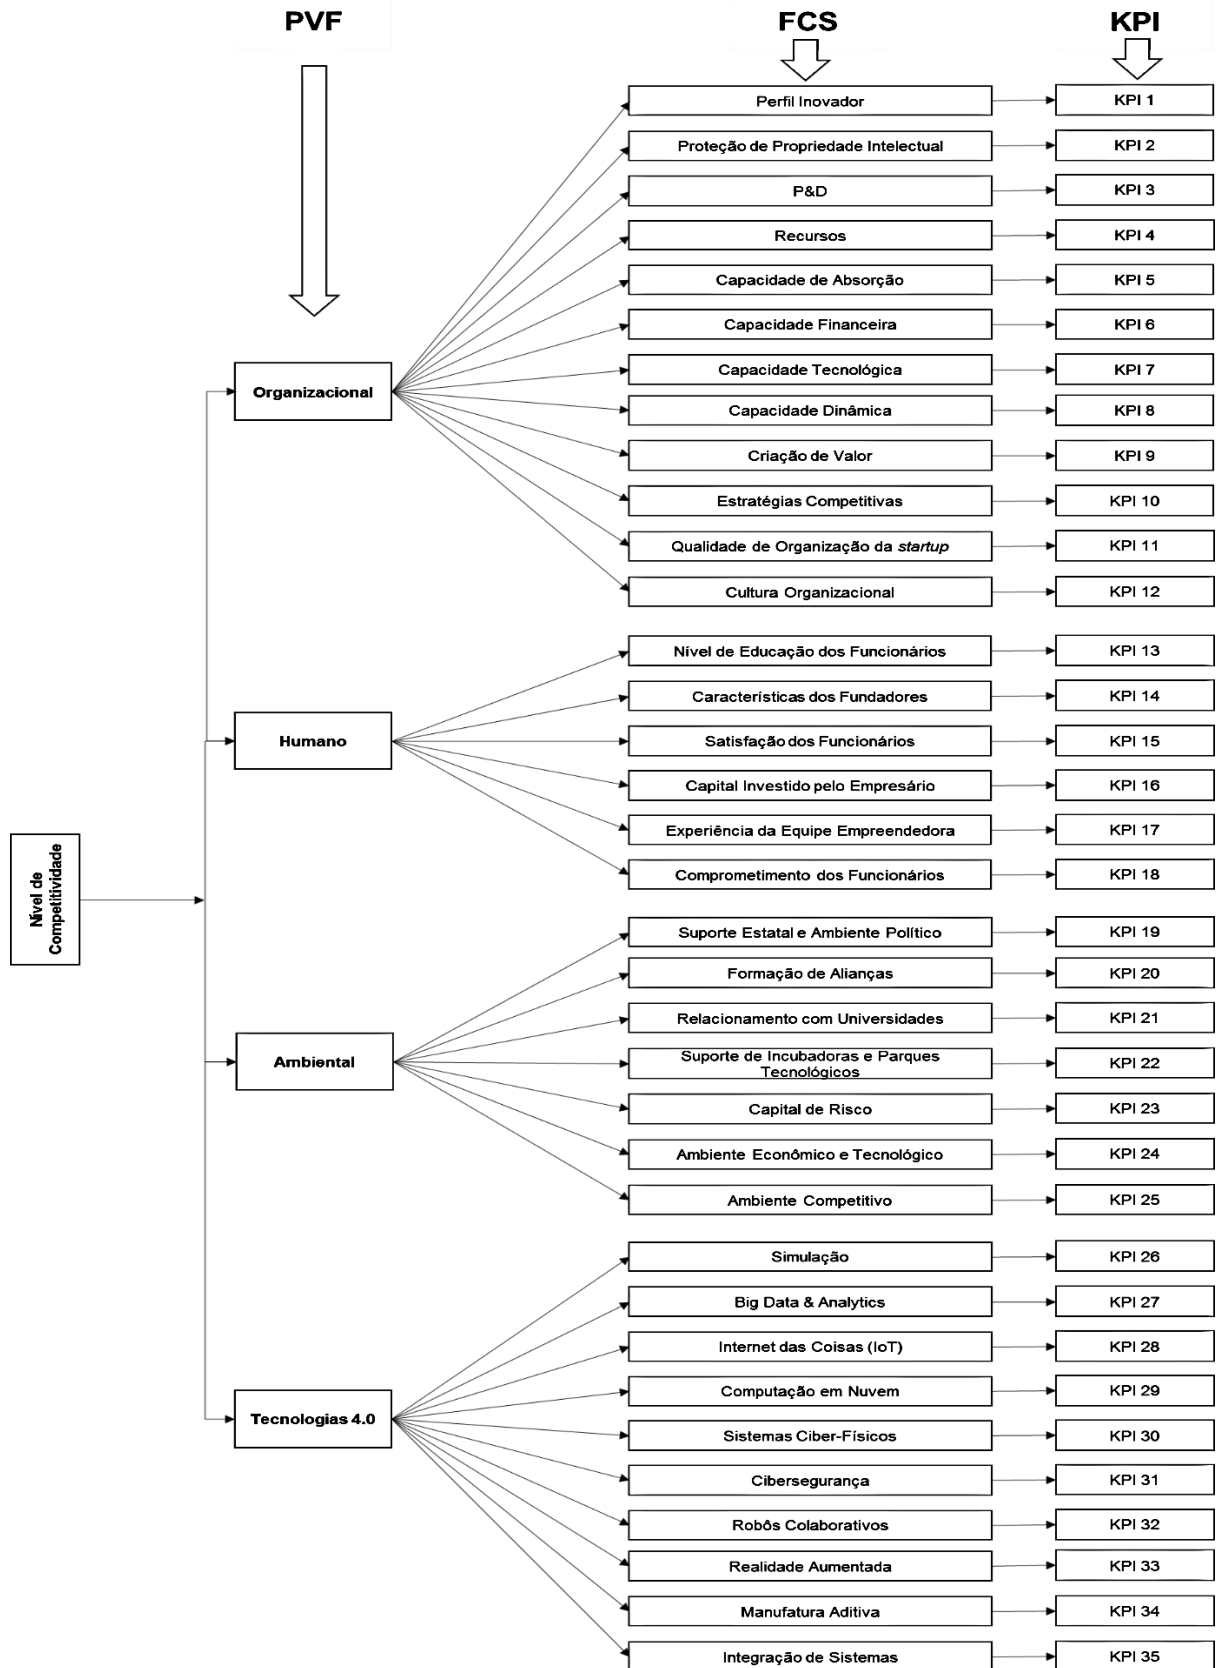 PVF
FCS
KPI
Perfil Inovador
KPI 1
Proteção de Propriedade Intelectual
KPI 2
P&D
KPI 3
Recursos
KPI 4
Capacidade de Absorção
KPI 5
Capacidade Financeira
KPI 6
Capacidade Tecnológica
KPI 7
Organizacional
Capacidade Dinâmica
KPI 8
Criação de Valor
KPI 9
Estratégias Competitivas
KPI 10
Qualidade de Organização da startup
KPI 11
Cultura Organizacional
KPI 12
Nível de Educação dos Funcionários
KPI 13
Características dos Fundadores
KPI 14
Humano
Satisfação dos Funcionários
KPI 15
Capital Investido pelo Empresário
KPI 16
Experiência da Equipe Empreendedora
KPI 17
Comprometimento dos Funcionários
KPI 18
Nível de
Competitividade
Suporte Estatal e Ambiente Político
KPI 19
Formação de Alianças
KPI 20
Relacionamento com Universidades
KPI 21
Ambiental
Suporte de Incubadoras e Parques
Tecnológicos
KPI 22
Capital de Risco
KPI 23
Ambiente Econômico e Tecnológico
KPI 24
Ambiente Competitivo
KPI 25
Simulação
KPI 26
Big Data & Analytics
KPI 27
Internet das Coisas (IoT)
KPI 28
Computação em Nuvem
KPI 29
Tecnologias 4.0
Sistemas Ciber-Físicos
KPI 30
Cibersegurança
KPI 31
Robôs Colaborativos
KPI 32
Realidade Aumentada
KPI 33
Manufatura Aditiva
KPI 34
Integração de Sistemas
KPI 35